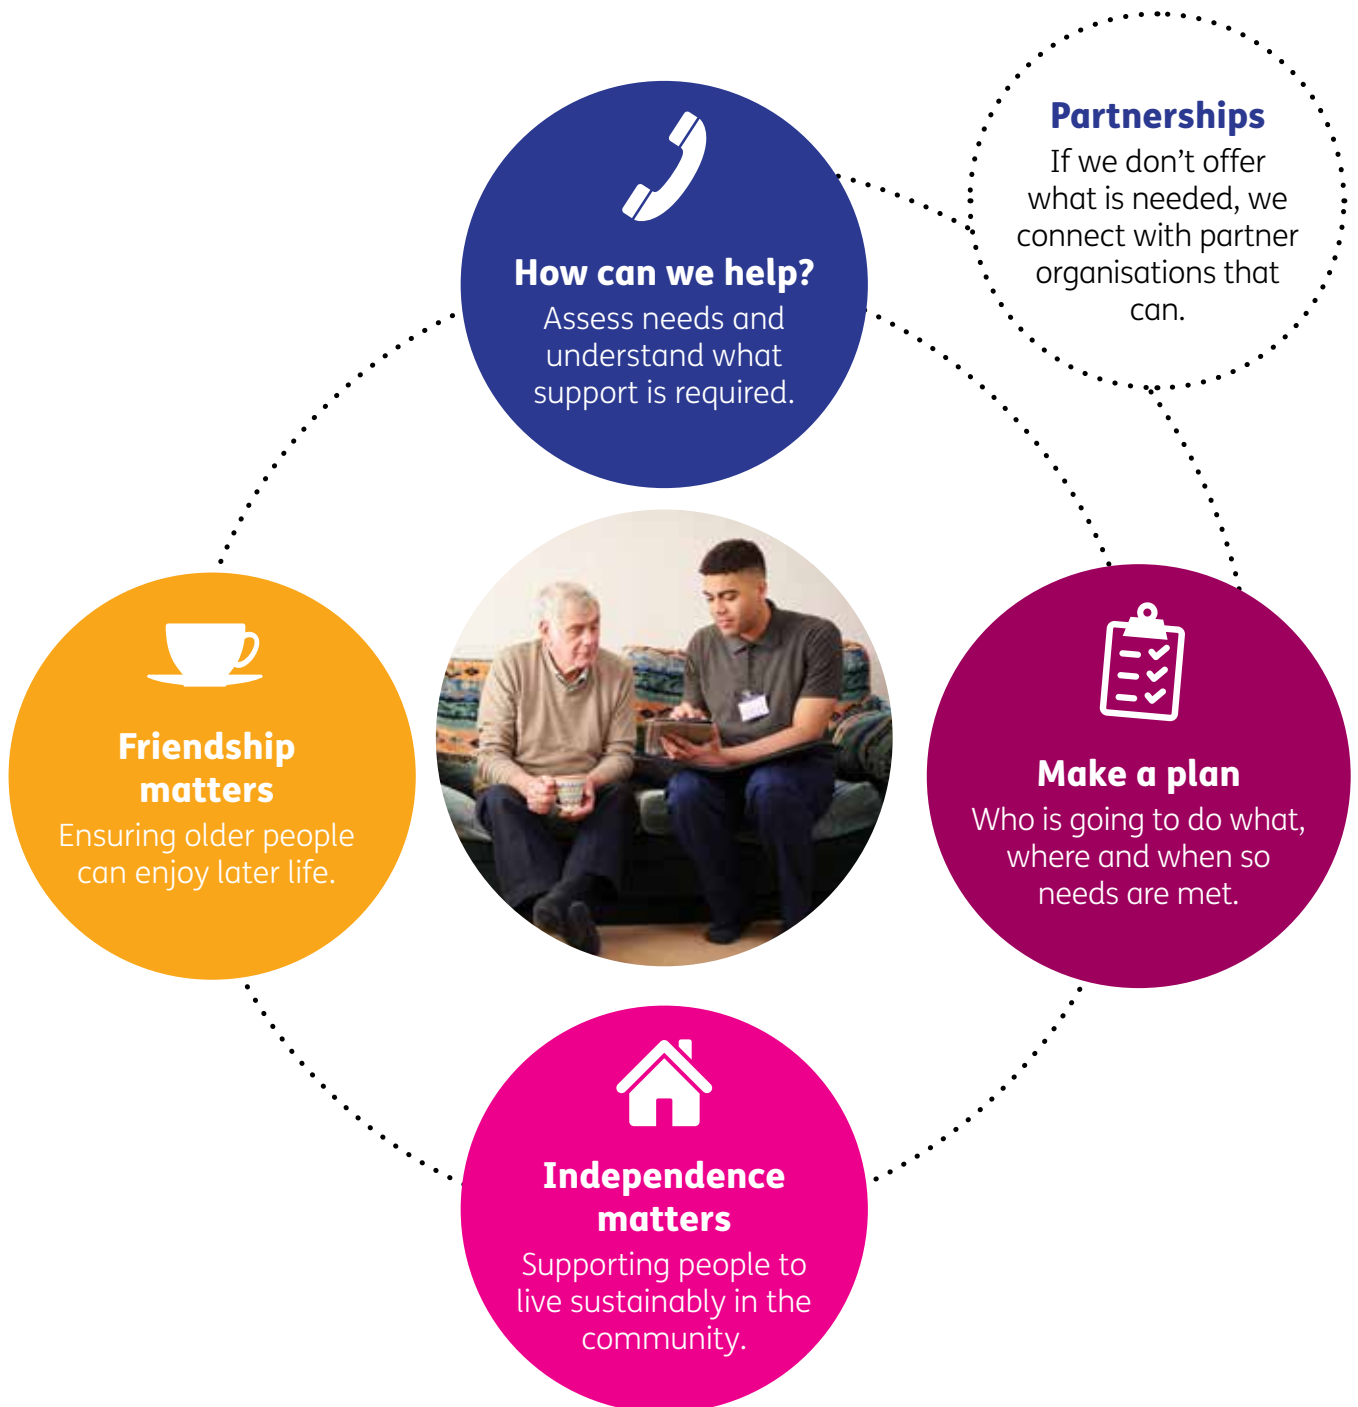 Partnerships
If we don’t offer
what is needed, we
connect with partner
organisations that
can.
How can we help?
Assess needs and
understand what
support is required.
Friendship
matters
Ensuring older people
can enjoy later life.
Make a plan
Who is going to do what,
where and when so
needs are met.
Independence
matters
Supporting people to
live sustainably in the
community.